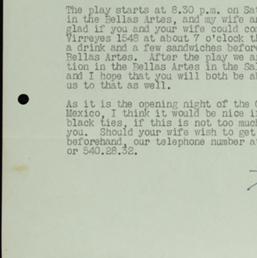 The play starts at 8.30 p.m. on Sat
in the Bellas Artes, and my wife an
glad if you and your wife could co
Virreyes 1548 at about 7 o'clock t
a drink and a few sandwiches befor
Bellas Artes. After the play we a
tion in the Bellas Artes in the Sal
and I hope that you will both be a
us to that as well.
As it is the opening night of the
Mexico, I think it would be nice i
black ties, if this is not too muc
you. Should your wife wish to get
beforehand, our telephone number a
or 540.28.32.